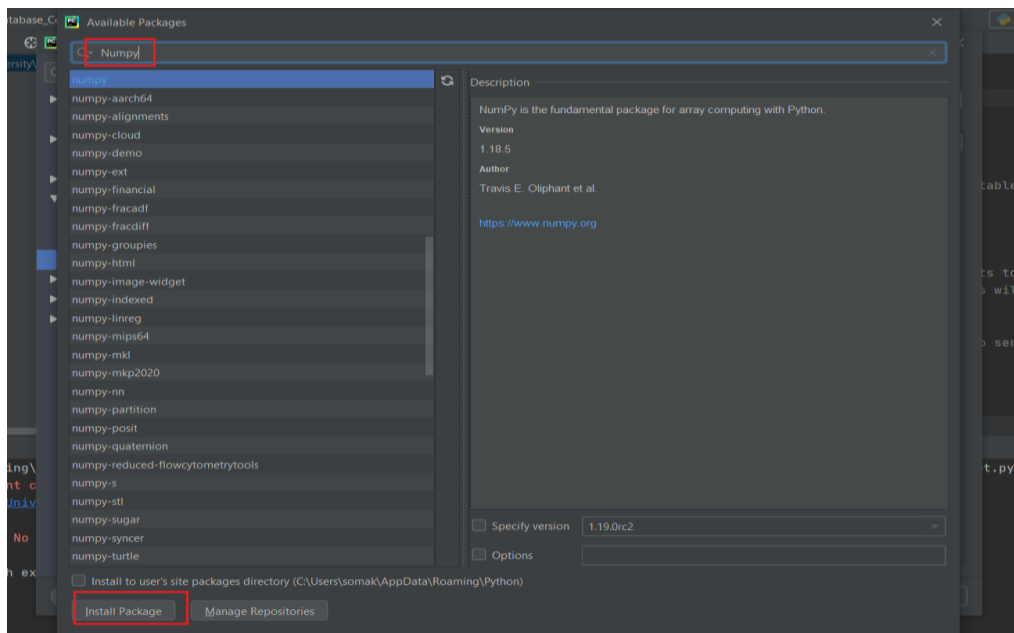 atabase_C
PC Available Packages
ersity\
Numpy
numpy
numpy-aarch64
numpy-alignments
numpy-cloud
numpy-demo
numpy-ext
numpy-financial
numpy-fracadf
numpy-fracdiff
numpy-groupies
numpy-html
numpy-image-widget
numpy-indexed
numpy-linreg
numpy-mips64
numpy-mkl
numpy-mkp2020
numpy-nn
numpy-partition
numpy-posit
numpy-quaternion
numpy-reduced-flowcytometrytools
numpy-s
numpy-stl
numpy-sugar
numpy-syncer
numpy-turtle
Description
NumPy is the fundamental package for array computing with Python.
Version
1.18.5
Author
Travis E. Oliphant et al.
https://www.numpy.org
Specify version 1.19.0rc2
Options
Install to user's site packages directory (C:\Users\somak\AppData\Roaming\Python)
Install Package Manage Repositories
table
ts to
s wil
o ser
t.py
ing\
nt c
Univ
No
h ex